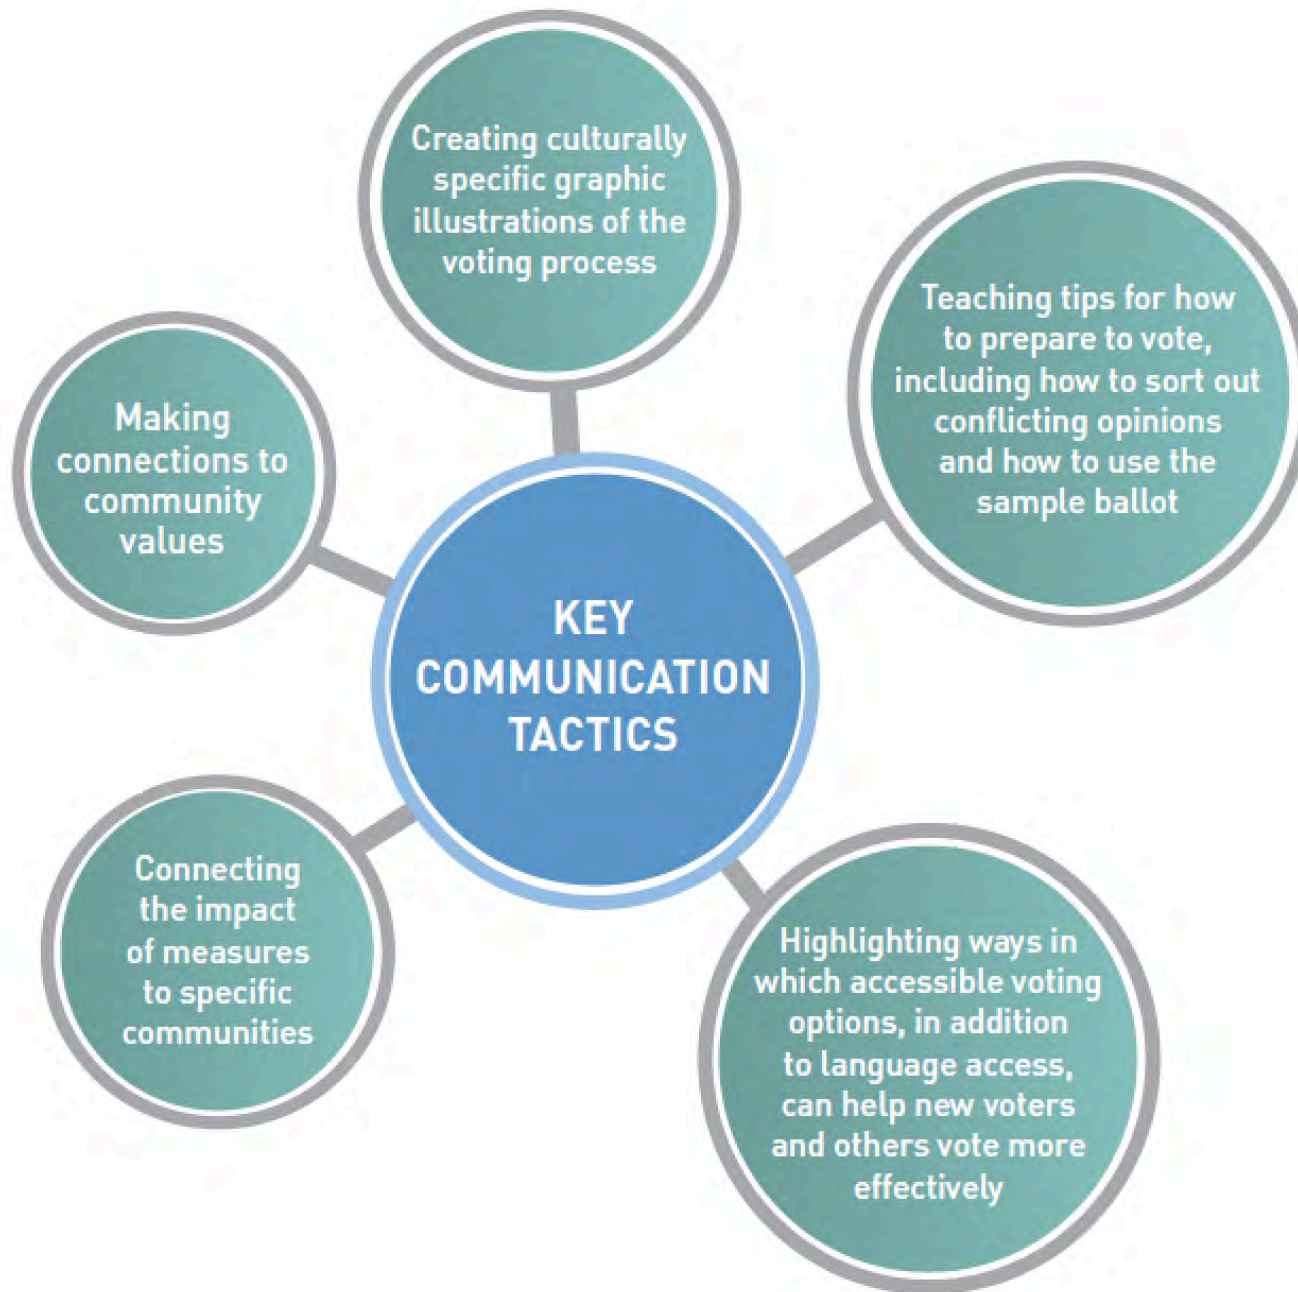 Creating culturally
specific graphic
illustrations of the
voting process
Teaching tips for how
to prepare to vote,
including how to sort out
conflicting opinions
and how to use the
sample ballot
Making
connections to
community
values
KEY
COMMUNICATION
TACTICS
Connecting
the impact
of measures
to specific
communities
Highlighting ways in
which accessible voting
options, in addition
to language access,
can help new voters
and others vote more
effectively